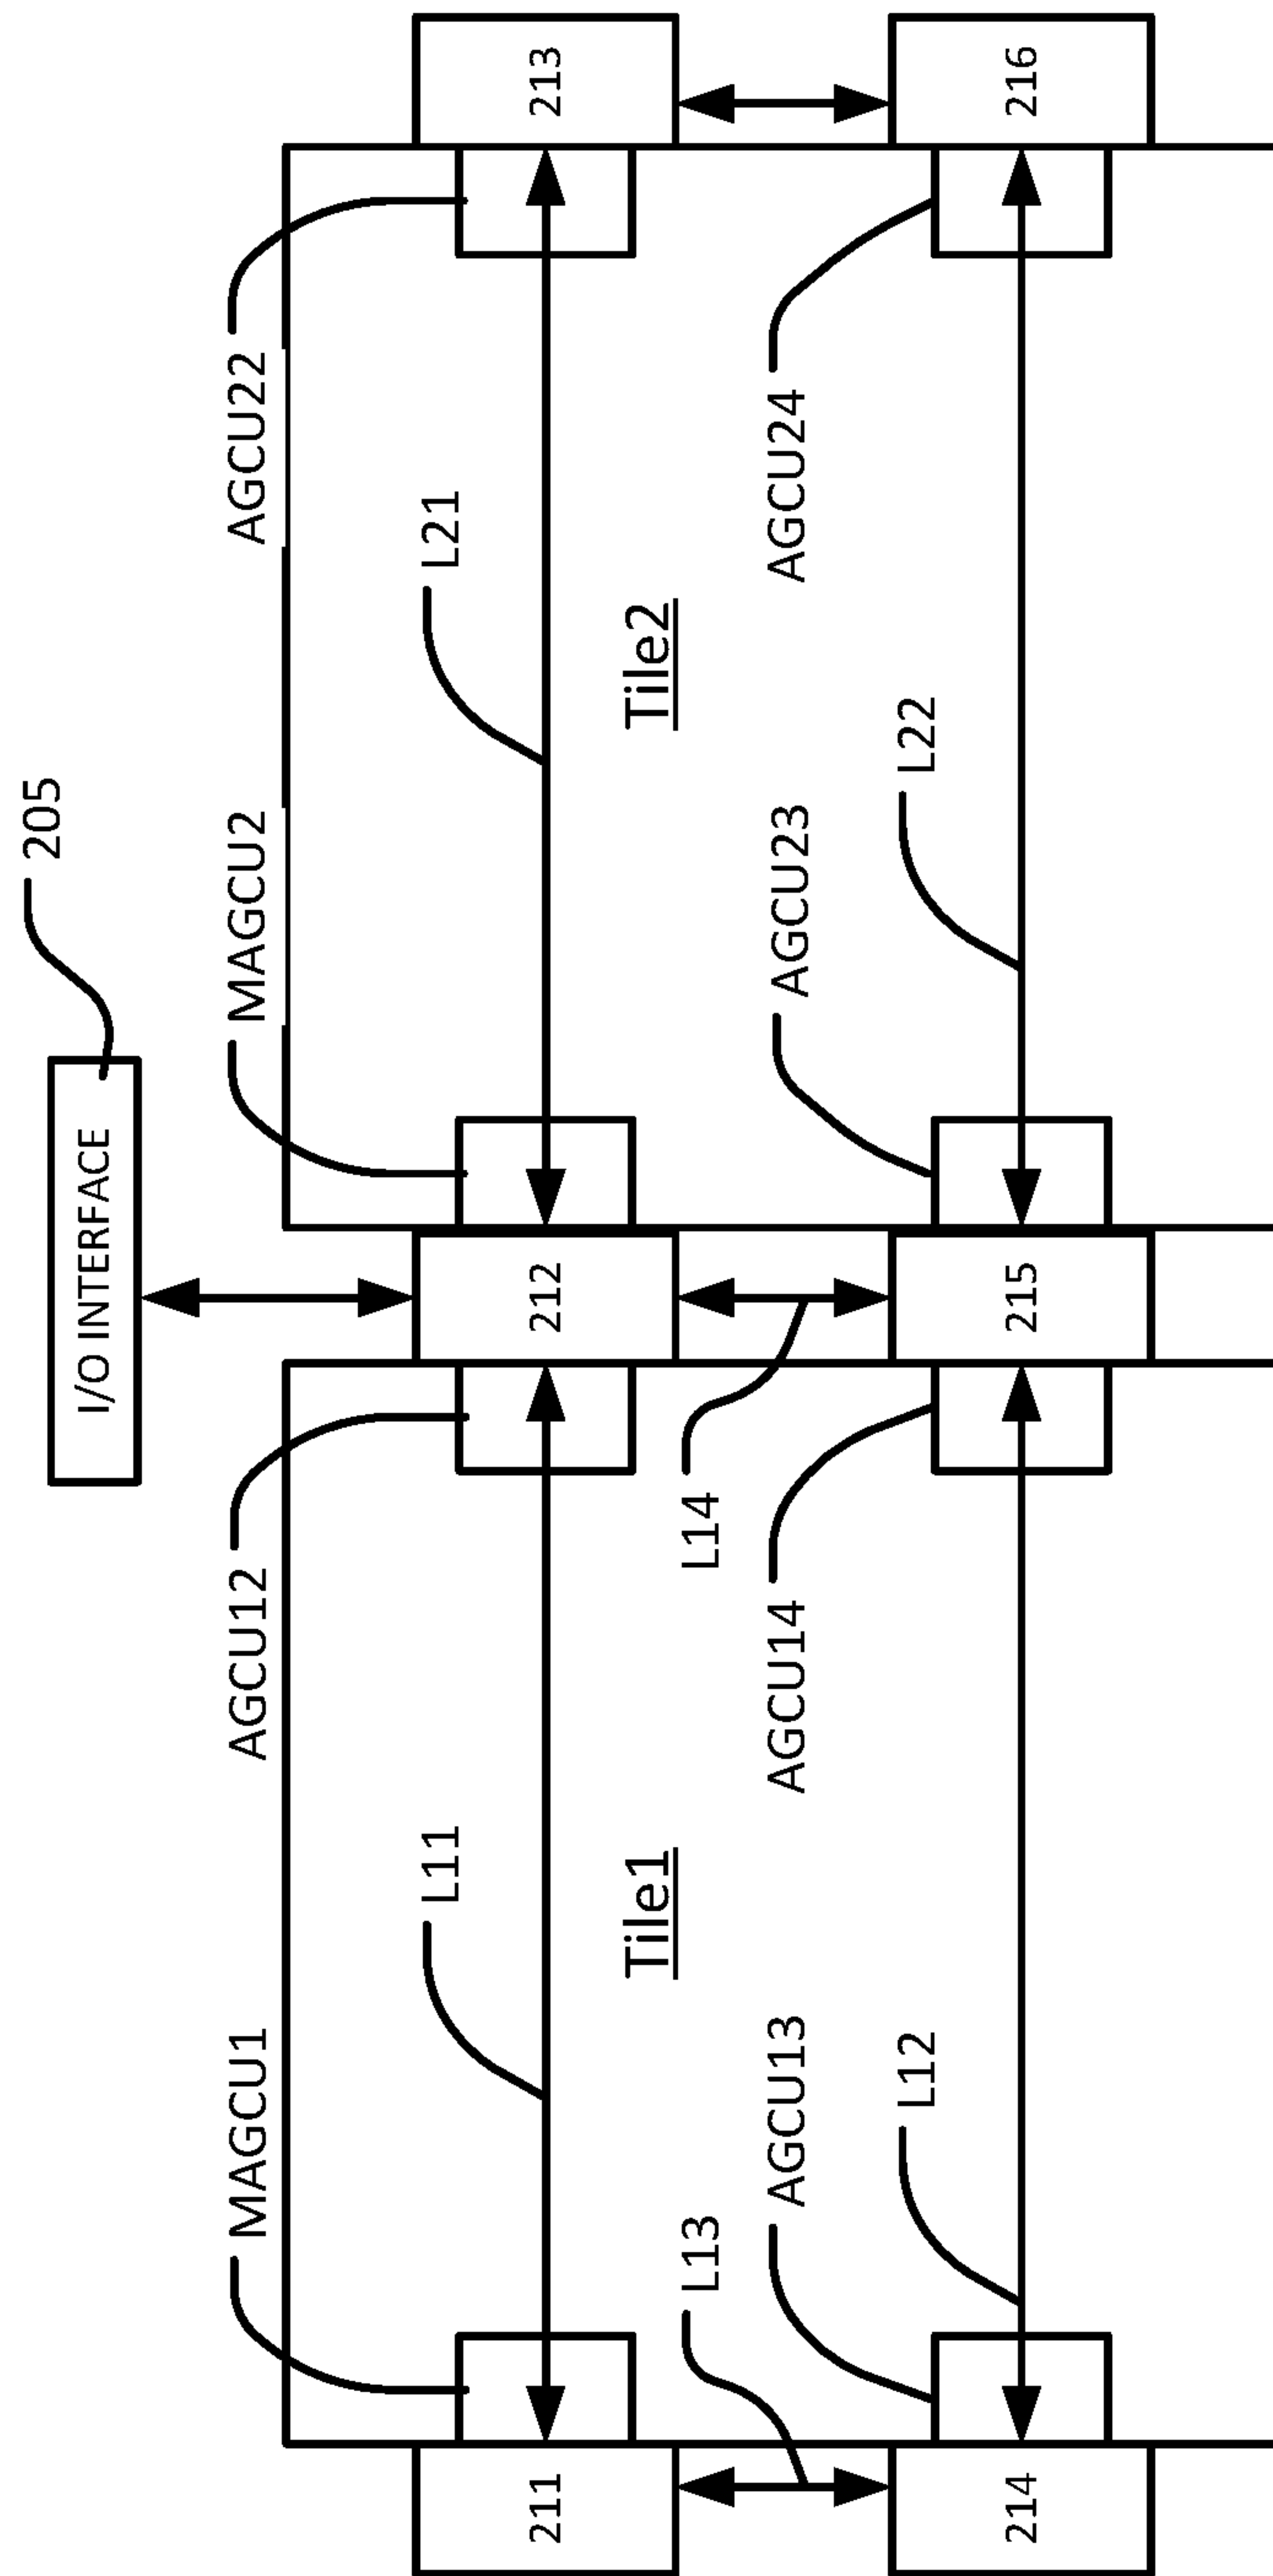 205
I/O INTERFACE
MAGCU1
AGCU12
MAGCU2
AGCU22
L11
L21
211
212
213
Tile1
Tile2
L13
L14
AGCU13
AGCU14
AGCU23
AGCU24
L12
L22
214
215
216